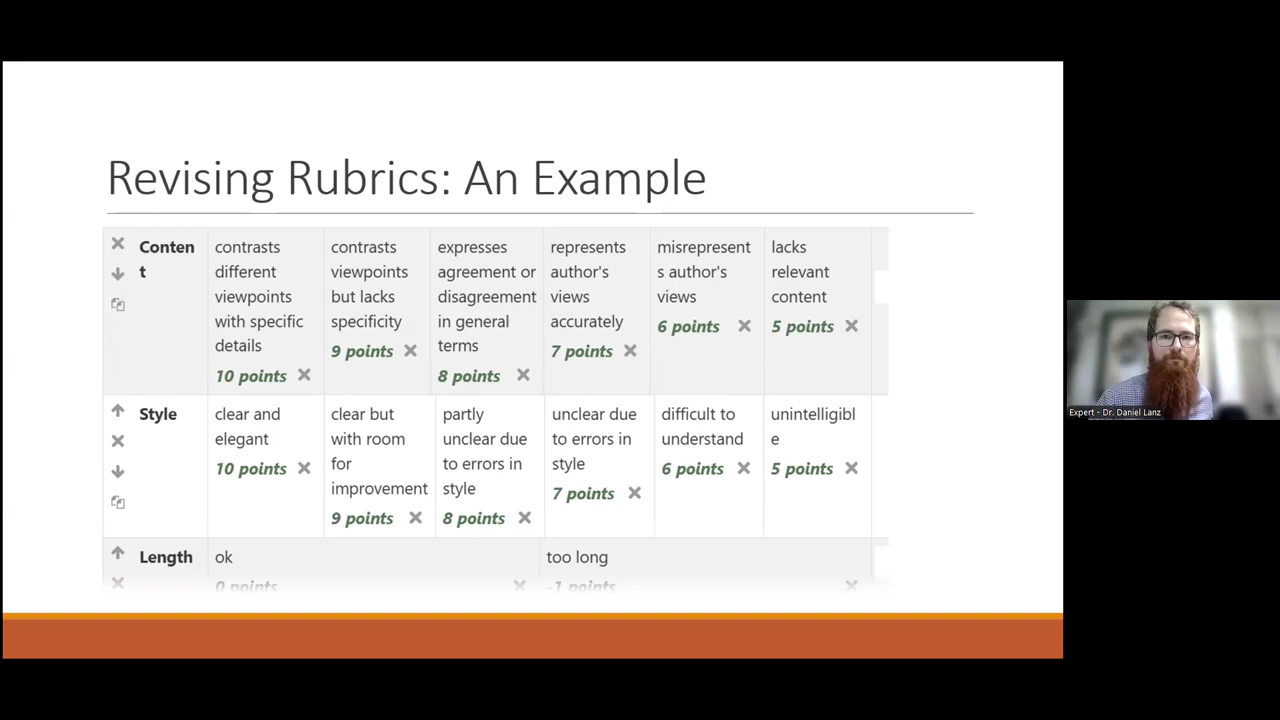 Revising Rubrics: An Example
Conten
t
contrasts
different
viewpoints
with specific
details
10 points
contrasts
viewpoints
but lacks
specificity
9 points
expresses
agreement or
disagreement
in general
terms
8 points
represents
author's
views
accurately
7 points
misrepresent
s author's
views
6 points
lacks
relevant
content
5 points
Style
clear and
elegant
10 points
clear but
with room
for
improvement
9 points
partly
unclear due
to errors in
style
8 points
unclear due
to errors in
style
7 points
difficult to
understand
6 points
unintelligibl
e
5 points
Length
ok
0 points
too long
-1 points
Expert - Dr. Daniel Lanz